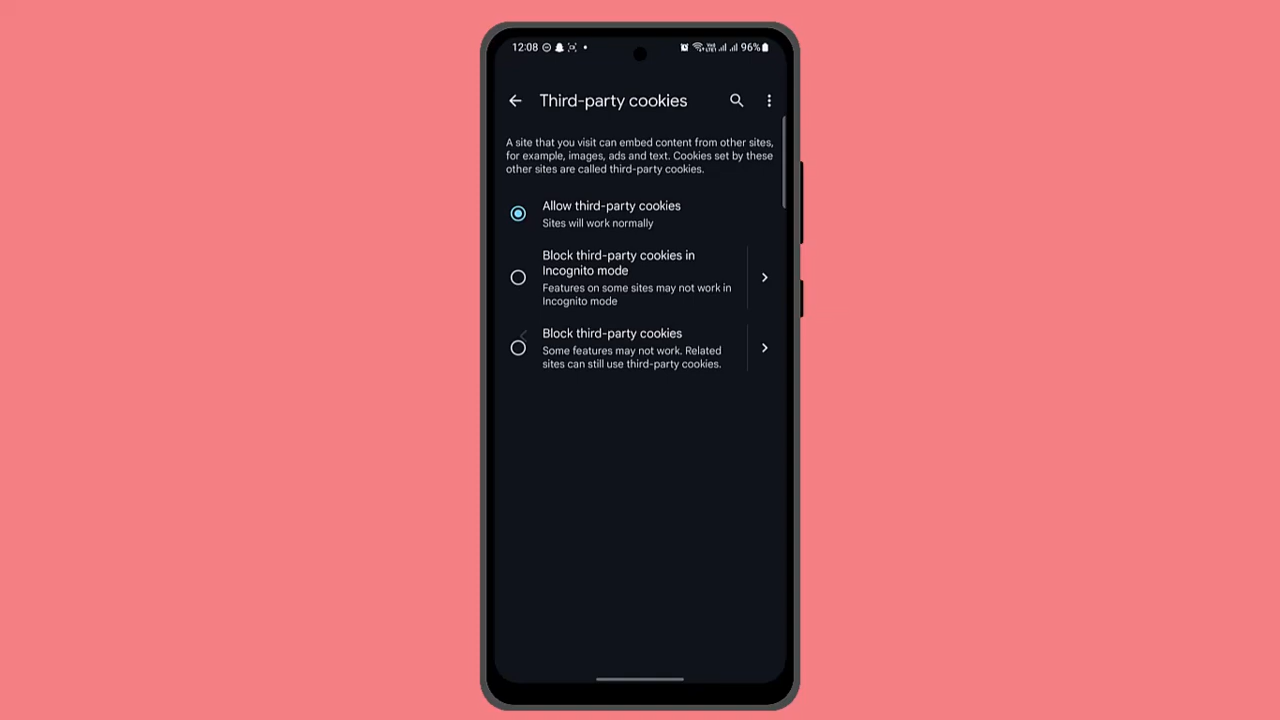 12:08 96%
Third-party cookies
A site that you visit can embed content from other sites,
for example, images, ads and text. Cookies set by these
other sites are called third-party cookies.
Allow third-party cookies
Sites will work normally
Block third-party cookies in
Incognito mode
Features on some sites may not work in
Incognito mode
Block third-party cookies
Some features may not work. Related
sites can still use third-party cookies.